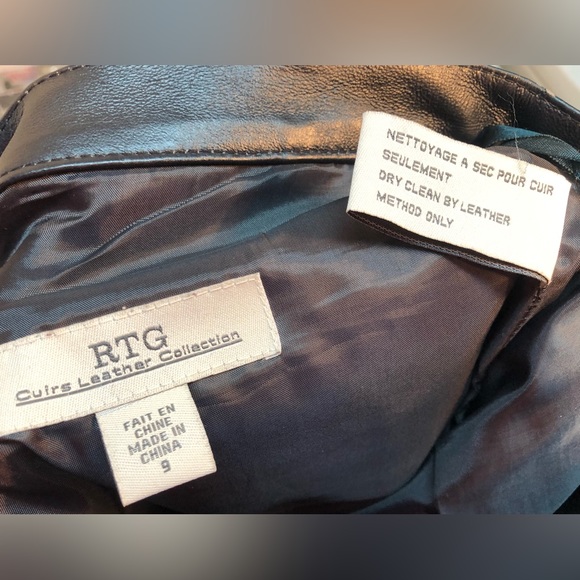 NETTOYAGE A SEC POUR CUIR
SEULEMENT
DRY CLEAN BY LEATHER
METHOD ONLY
RTG
Cuirs Leather Collection
FAIT EN
CHINE
MADE IN
CHINA
9